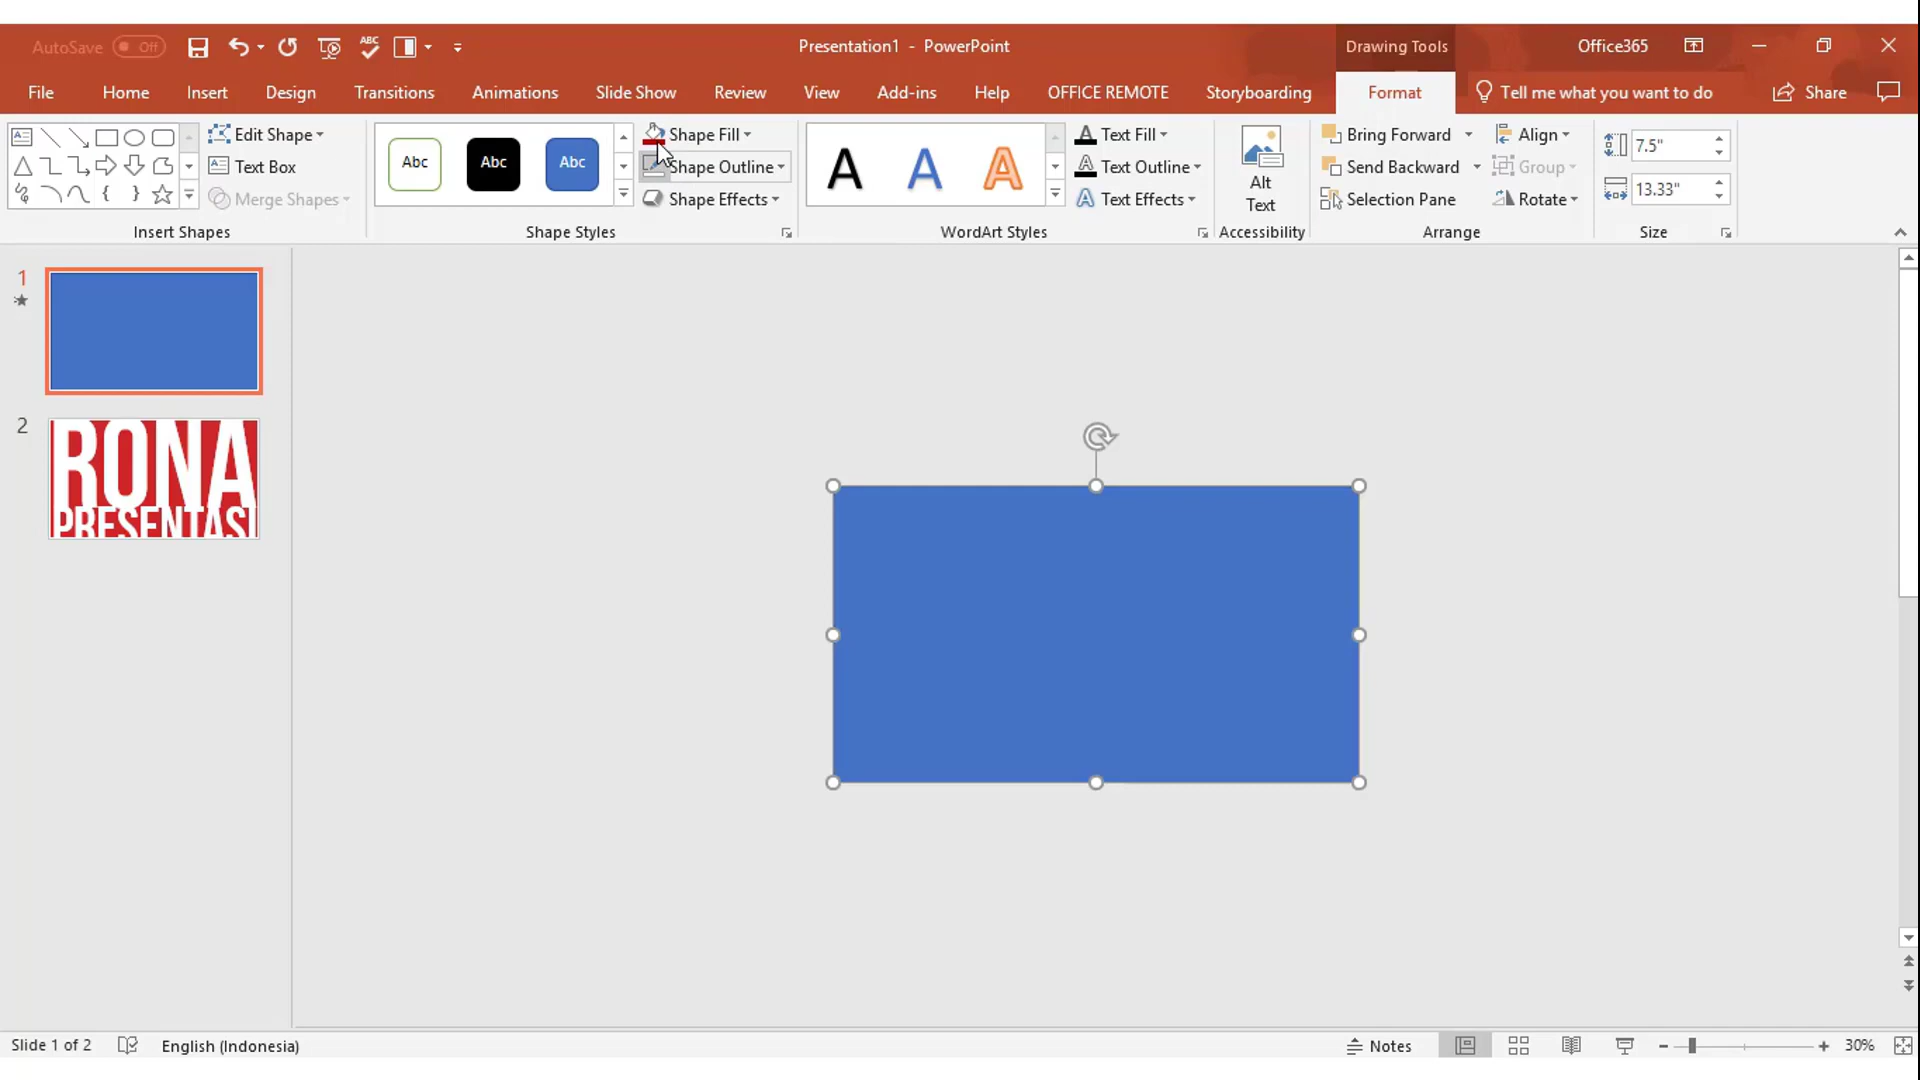 AutoSave Off
Presentation1 - PowerPoint
Drawing Tools
Office365
File
Home
Insert
Design
Transitions
Animations
Slide Show
Review
View
Add-ins
Help
OFFICE REMOTE
Storyboarding
Format
Tell me what you want to do
Share
Edit Shape
Text Box
Merge Shapes
Insert Shapes
Abc
Abc
Abc
Shape Fill
Shape Outline
Shape Effects
Shape Styles
A
A
A
Text Fill
Text Outline
Text Effects
WordArt Styles
Alt
Text
Accessibility
Bring Forward
Send Backward
Selection Pane
Align
Group
Rotate
Arrange
7.5"
13.33"
Size
1
2
RONA
PRESENTASI
Slide 1 of 2
English (Indonesia)
Notes
30%